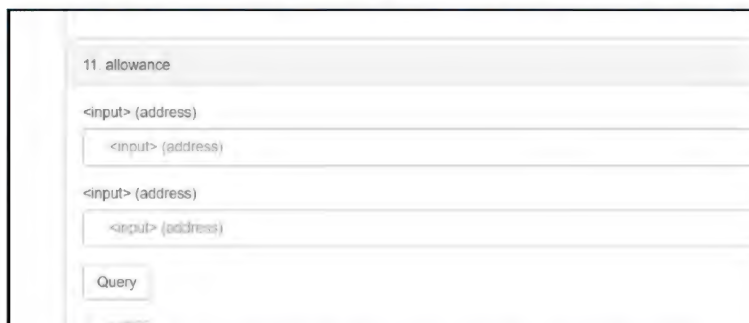 11. allowance
<input> (address)
<input> (address)
<input> (address)
<input> (address)
Query